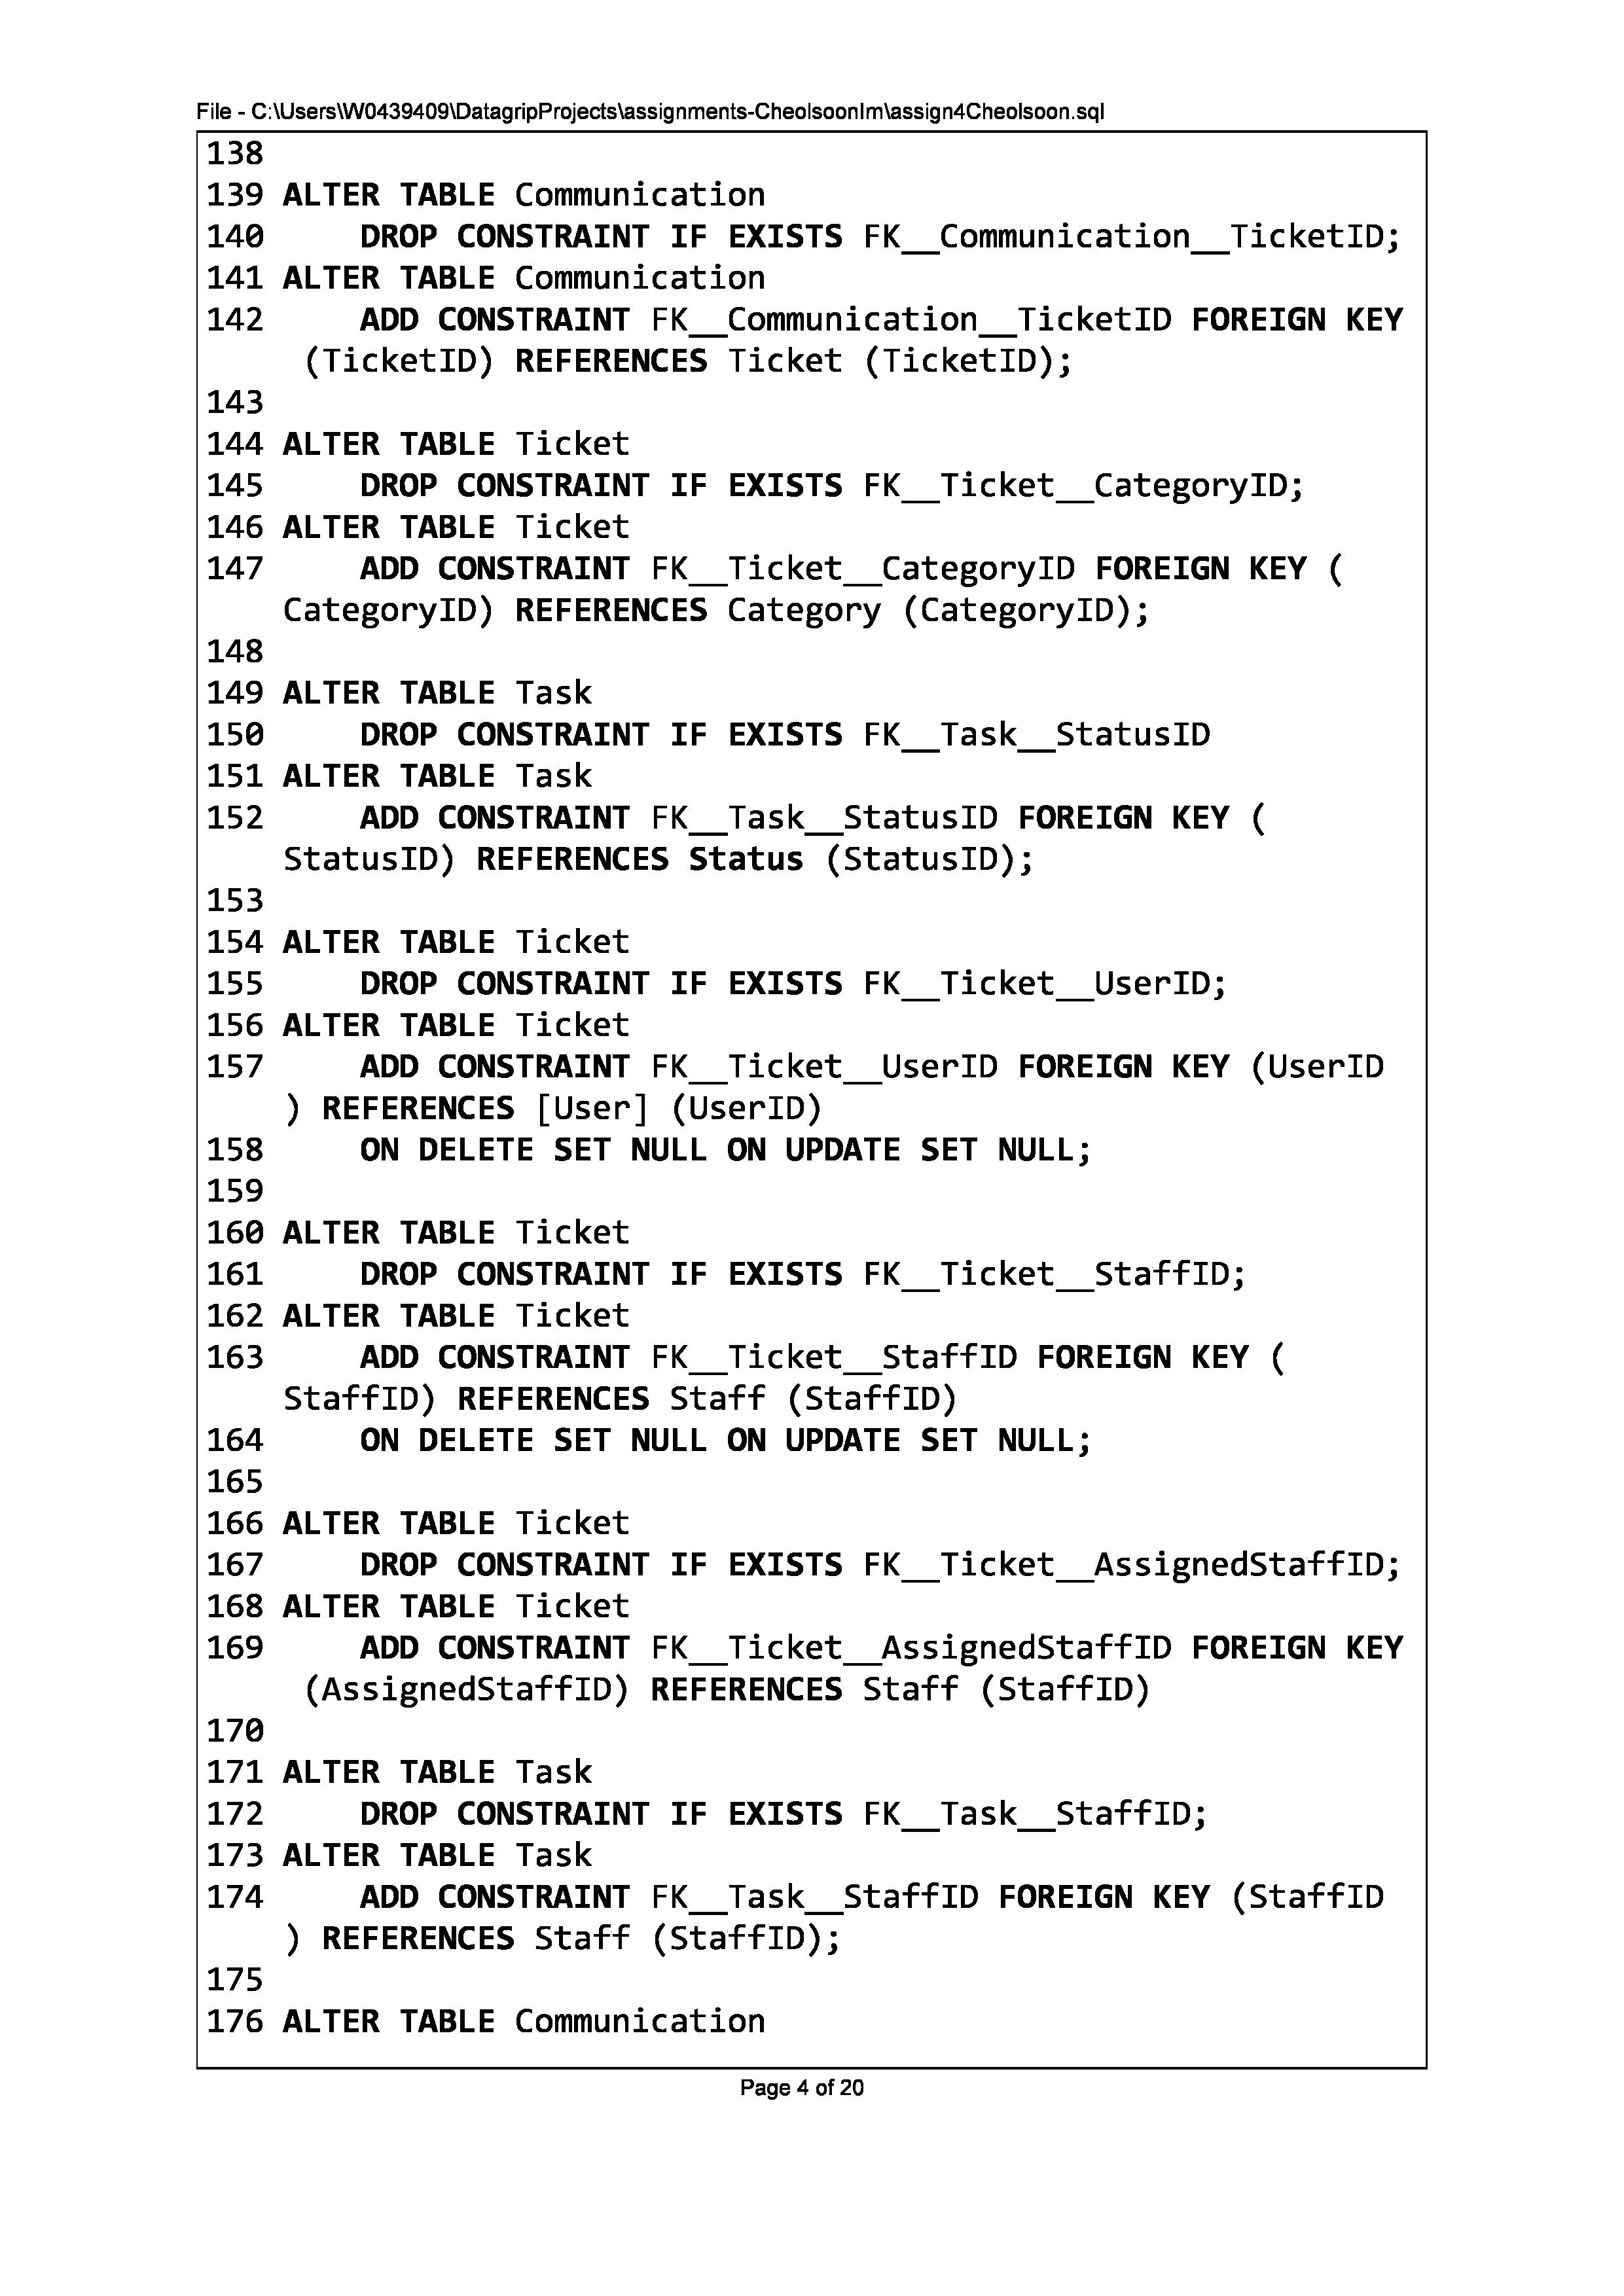 File - C:\Users\W0439409\DatagripProjects\assignments-CheolsoonIm\assign4Cheolsoon.sql
138
139 ALTER TABLE Communication
140     DROP CONSTRAINT IF EXISTS FK__Communication__TicketID;
141 ALTER TABLE Communication
142     ADD CONSTRAINT FK__Communication__TicketID FOREIGN KEY
     (TicketID) REFERENCES Ticket (TicketID);
143
144 ALTER TABLE Ticket
145     DROP CONSTRAINT IF EXISTS FK__Ticket__CategoryID;
146 ALTER TABLE Ticket
147     ADD CONSTRAINT FK__Ticket__CategoryID FOREIGN KEY (
    CategoryID) REFERENCES Category (CategoryID);
148
149 ALTER TABLE Task
150     DROP CONSTRAINT IF EXISTS FK__Task__StatusID
151 ALTER TABLE Task
152     ADD CONSTRAINT FK__Task__StatusID FOREIGN KEY (
    StatusID) REFERENCES Status (StatusID);
153
154 ALTER TABLE Ticket
155     DROP CONSTRAINT IF EXISTS FK__Ticket__UserID;
156 ALTER TABLE Ticket
157     ADD CONSTRAINT FK__Ticket__UserID FOREIGN KEY (UserID
    ) REFERENCES [User] (UserID)
158     ON DELETE SET NULL ON UPDATE SET NULL;
159
160 ALTER TABLE Ticket
161     DROP CONSTRAINT IF EXISTS FK__Ticket__StaffID;
162 ALTER TABLE Ticket
163     ADD CONSTRAINT FK__Ticket__StaffID FOREIGN KEY (
    StaffID) REFERENCES Staff (StaffID)
164     ON DELETE SET NULL ON UPDATE SET NULL;
165
166 ALTER TABLE Ticket
167     DROP CONSTRAINT IF EXISTS FK__Ticket__AssignedStaffID;
168 ALTER TABLE Ticket
169     ADD CONSTRAINT FK__Ticket__AssignedStaffID FOREIGN KEY
     (AssignedStaffID) REFERENCES Staff (StaffID)
170
171 ALTER TABLE Task
172     DROP CONSTRAINT IF EXISTS FK__Task__StaffID;
173 ALTER TABLE Task
174     ADD CONSTRAINT FK__Task__StaffID FOREIGN KEY (StaffID
    ) REFERENCES Staff (StaffID);
175
176 ALTER TABLE Communication
Page 4 of 20